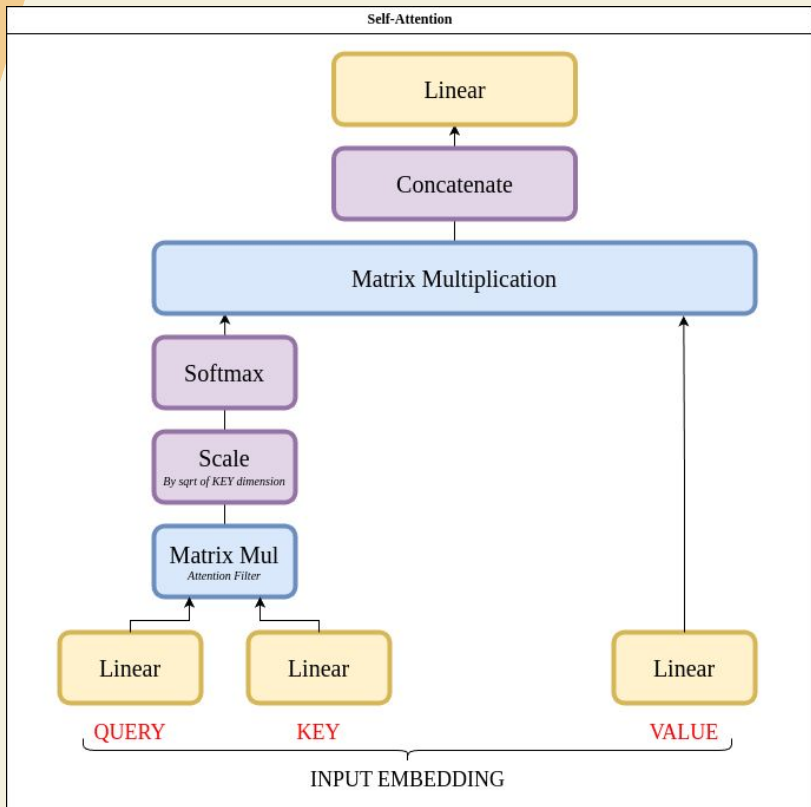 Self-Attention
Linear
Concatenate
Matrix Multiplication
Softmax
Scale
By sqrt of KEY dimension
Matrix Mul
Attention Filter
Linear Linear Linear
QUERY KEY VALUE
INPUT EMBEDDING